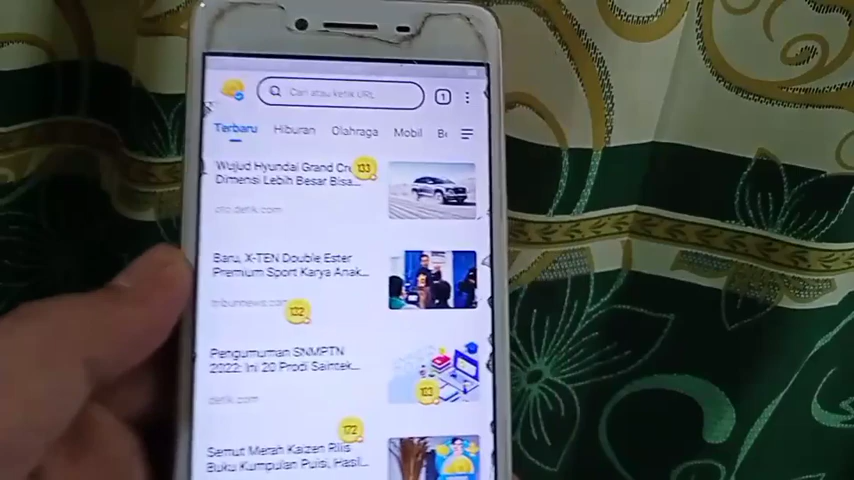 Cari atau ketik URL
1
Terbaru Hiburan Olahraga Mobil
Wujud Hyundai Grand Cre
103
Dimensi Lebih Besar Bisa...
oto.detik.com
Baru, X-TEN Double Ester
Premium Sport Karya Anak...
tribunnews.com
132
Pengumuman SNMPTN
2022: Ini 20 Prodi Saintek...
103
detik.com
172
Semut Merah Kaizen Rilis
Buku Kumpulan Puisi, Hasil...